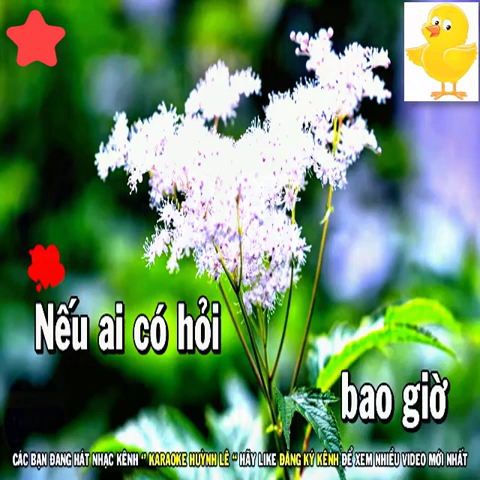 Nếu ai có hỏi
bao giờ
CÁC BẠN ĐANG HÁT NHẠC KÊNH " KARAOKE HUỲNH LÊ " HÃY LIKE ĐĂNG KÝ KÊNH ĐỂ XEM NHIỀU VIDEO MỚI NHẤT